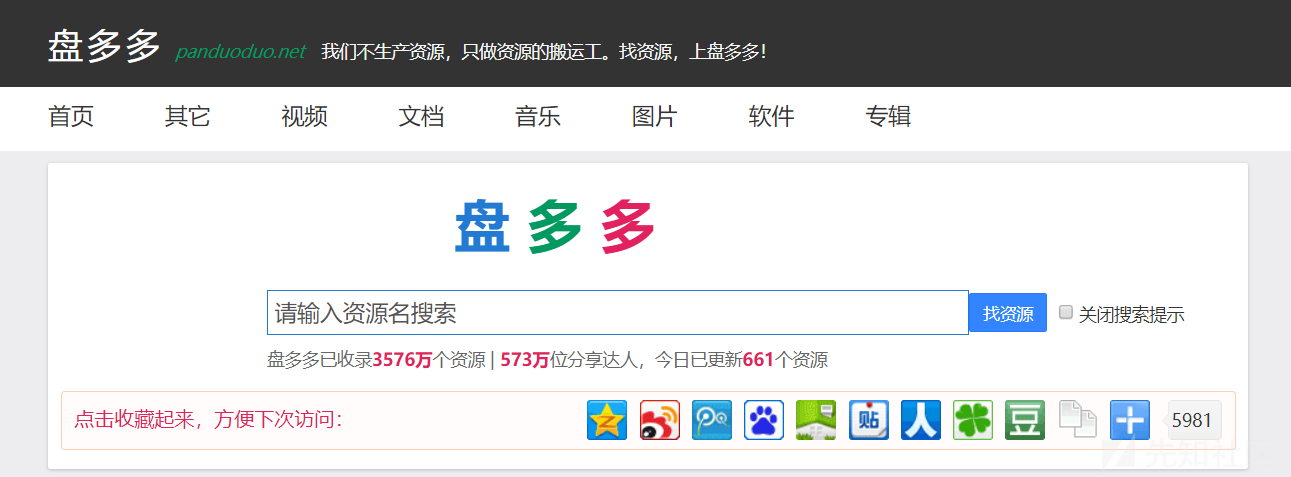 盘多多 panduoduo.net 我们不生产资源，只做资源的搬运工。找资源，上盘多多！
首页 其它 视频 文档 音乐 图片 软件 专辑
盘多多
请输入资源名搜索 找资源 关闭搜索提示
盘多多已收录3576万个资源 | 573万位分享达人，今日已更新661个资源
点击收藏起来，方便下次访问： 贴 人 豆 5981
先知社区